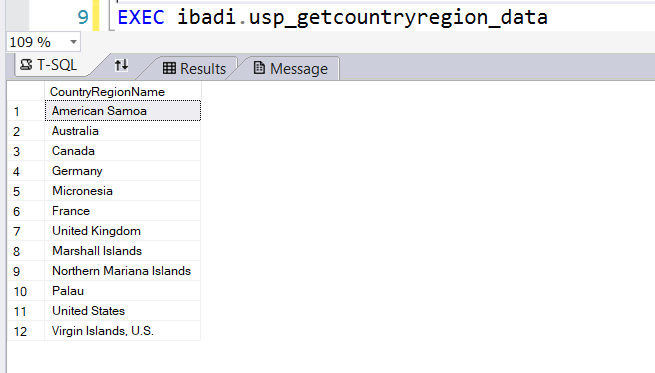 9 EXEC ibadi.usp_getcountryregion_data
109 %
T-SQL Results Message
CountryRegionName
1 American Samoa
2 Australia
3 Canada
4 Germany
5 Micronesia
6 France
7 United Kingdom
8 Marshall Islands
9 Northern Mariana Islands
10 Palau
11 United States
12 Virgin Islands, U.S.